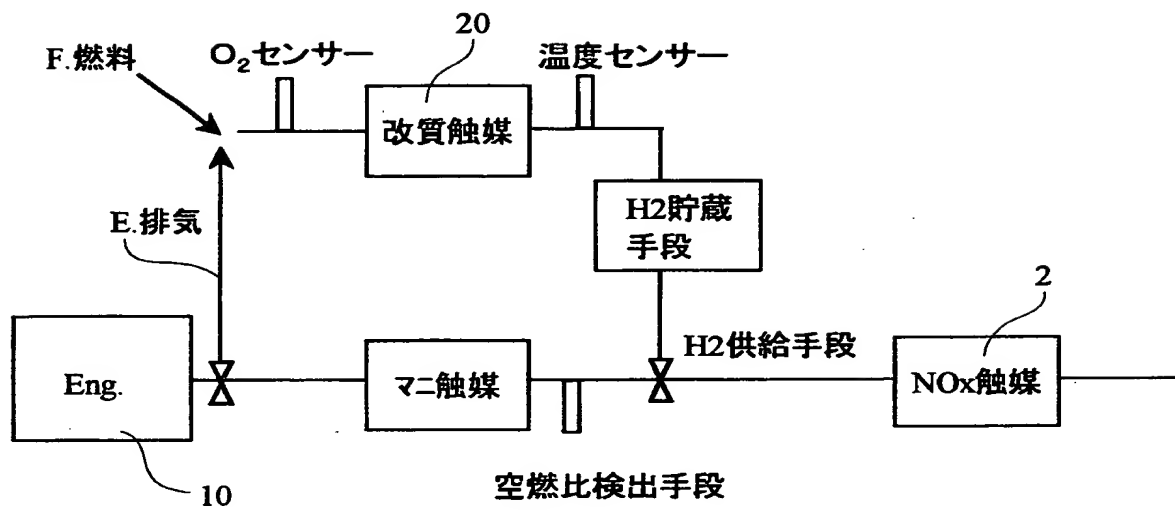 20
O₂センサー
温度センサー
F.燃料
改質触媒
E.排気
H2貯蔵
手段
2
H2供給手段
Eng.
マニ触媒
NOx触媒
10
空燃比検出手段